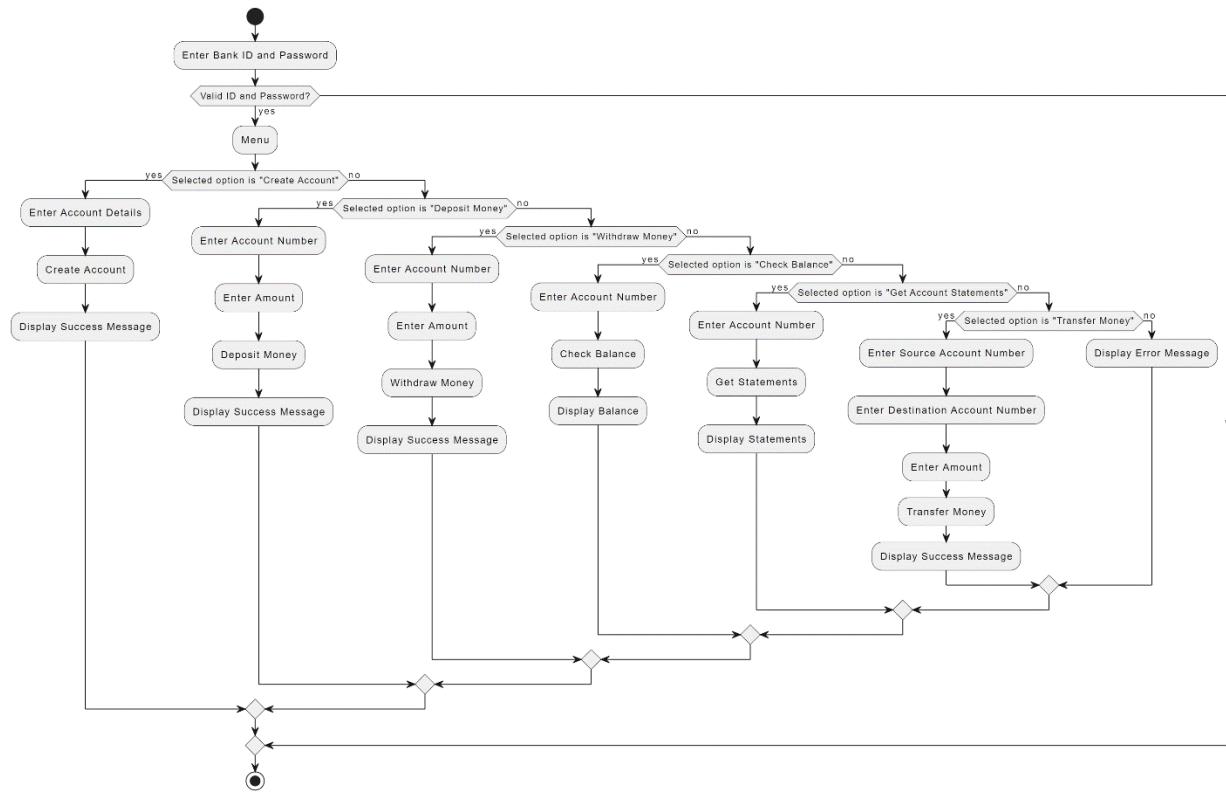 Enter Bank ID and Password
Valid ID and Password?
yes
Menu
yes
Selected option is "Create Account"
no
Enter Account Details
Create Account
Display Success Message
yes
Selected option is "Deposit Money"
no
Enter Account Number
Enter Amount
Deposit Money
Display Success Message
yes
Selected option is "Withdraw Money"
no
Enter Account Number
Enter Amount
Withdraw Money
Display Success Message
yes
Selected option is "Check Balance"
no
Enter Account Number
Check Balance
Display Balance
yes
Selected option is "Get Account Statements"
no
Enter Account Number
Get Statements
Display Statements
yes
Selected option is "Transfer Money"
no
Enter Source Account Number
Enter Destination Account Number
Enter Amount
Transfer Money
Display Success Message
Display Error Message